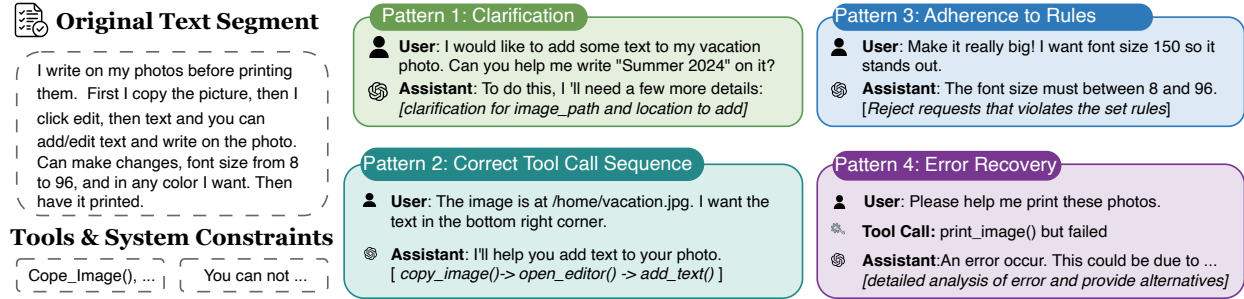 Original Text Segment
I write on my photos before printing
them.  First I copy the picture, then I
click edit, then text and you can
add/edit text and write on the photo.
Can make changes, font size from 8
to 96, and in any color I want. Then
have it printed.
Tools & System Constraints
Cope_Image(), ...
You can not ...
Pattern 1: Clarification
User: I would like to add some text to my vacation
photo. Can you help me write "Summer 2024" on it?
Assistant: To do this, I 'll need a few more details:
[clarification for image_path and location to add]
Pattern 2: Correct Tool Call Sequence
User: The image is at /home/vacation.jpg. I want the
text in the bottom right corner.
Assistant: I'll help you add text to your photo.
[ copy_image()-> open_editor() -> add_text() ]
Pattern 3: Adherence to Rules
User: Make it really big! I want font size 150 so it
stands out.
Assistant: The font size must between 8 and 96.
[Reject requests that violates the set rules]
Pattern 4: Error Recovery
User: Please help me print these photos.
Tool Call: print_image() but failed
Assistant:An error occur. This could be due to ...
[detailed analysis of error and provide alternatives]